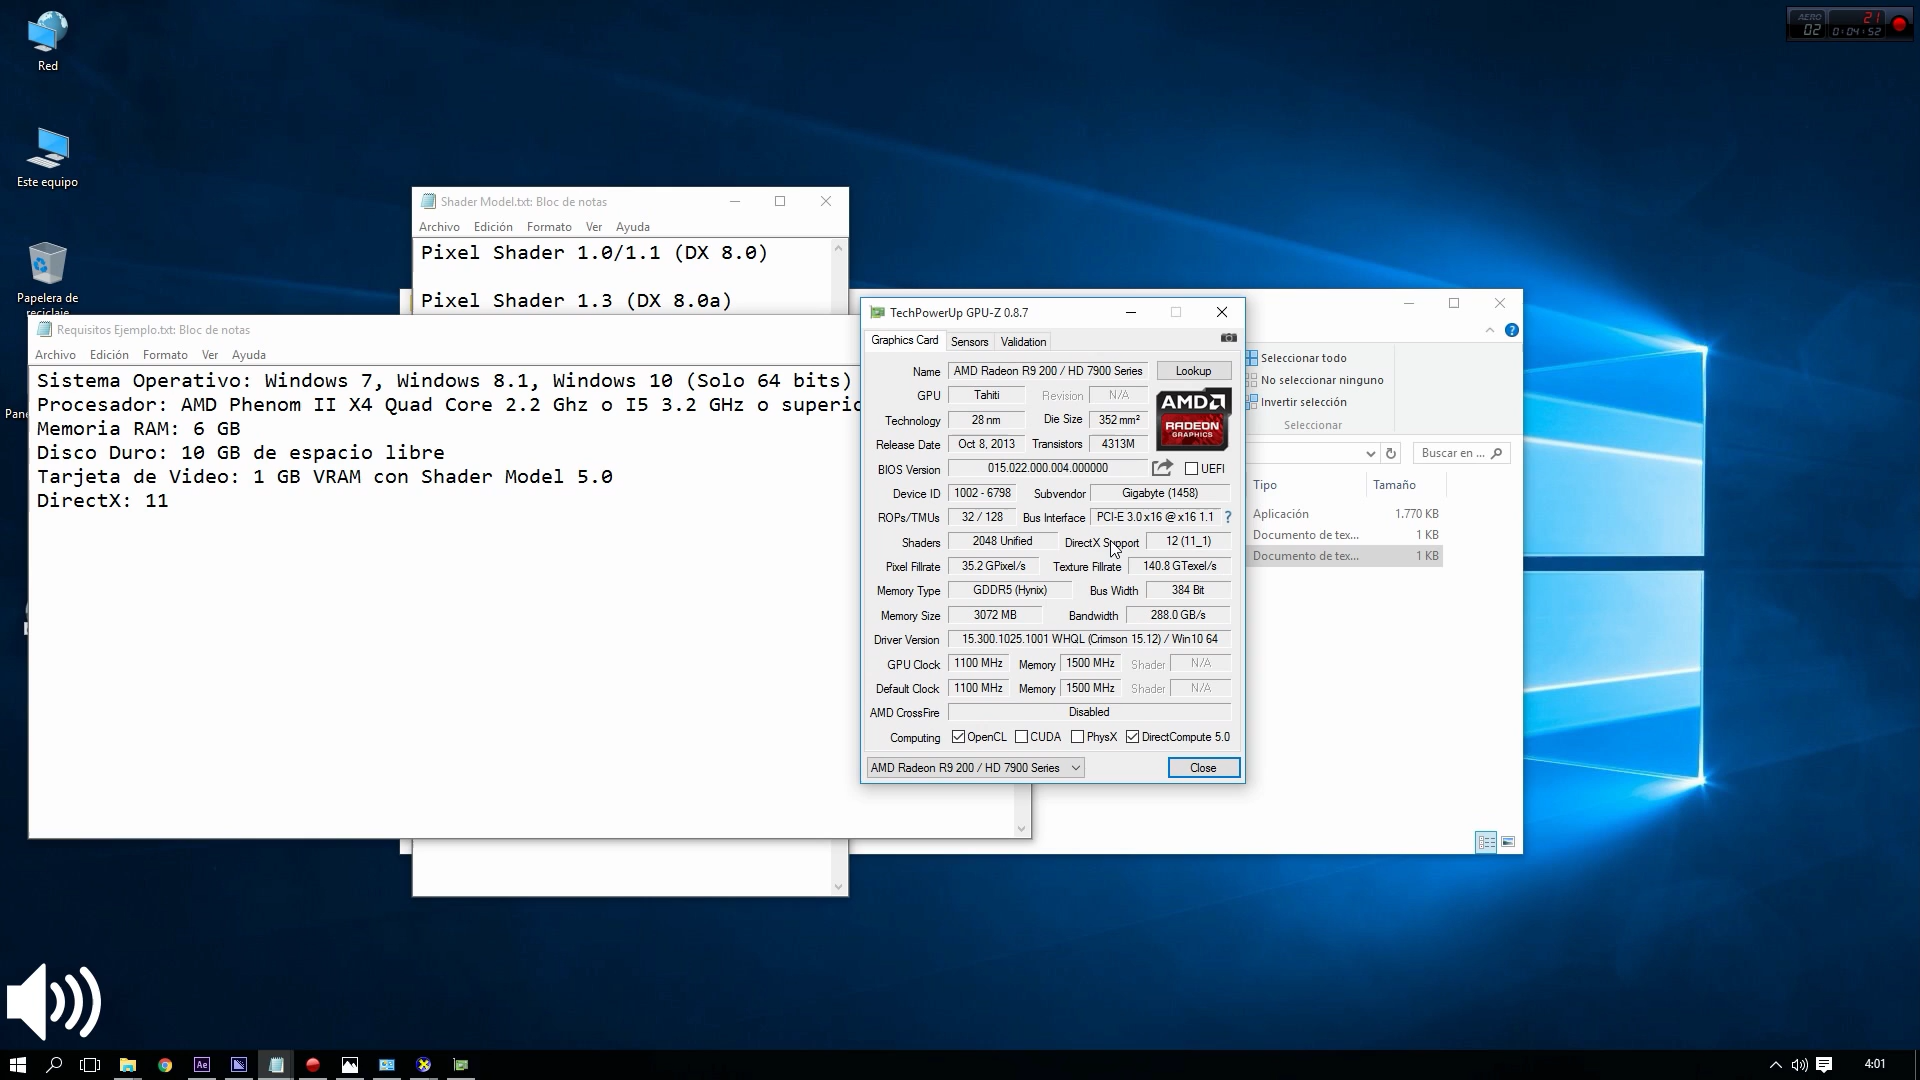 Red
Este equipo
Papelera de
reciclaje
Pane
AERO
02
21
0:04:52
Shader Model.txt: Bloc de notas
Archivo Edición Formato Ver Ayuda
Pixel Shader 1.0/1.1 (DX 8.0)
Pixel Shader 1.3 (DX 8.0a)
Requisitos Ejemplo.txt: Bloc de notas
Archivo Edición Formato Ver Ayuda
Sistema Operativo: Windows 7, Windows 8.1, Windows 10 (Solo 64 bits)
Procesador: AMD Phenom II X4 Quad Core 2.2 Ghz o I5 3.2 GHz o superio
Memoria RAM: 6 GB
Disco Duro: 10 GB de espacio libre
Tarjeta de Video: 1 GB VRAM con Shader Model 5.0
DirectX: 11
TechPowerUp GPU-Z 0.8.7
Graphics Card Sensors Validation
Name AMD Radeon R9 200 / HD 7900 Series Lookup
GPU Tahiti Revision N/A
AMD
RADEON
GRAPHICS
Technology 28 nm Die Size 352 mm²
Release Date Oct 8, 2013 Transistors 4313M
BIOS Version 015.022.000.004.000000 UEFI
Device ID 1002 - 6798 Subvendor Gigabyte (1458)
ROPs/TMUs 32 / 128 Bus Interface PCI-E 3.0 x16 @ x16 1.1 ?
Shaders 2048 Unified DirectX Support 12 (11_1)
Pixel Fillrate 35.2 GPixel/s Texture Fillrate 140.8 GTexel/s
Memory Type GDDR5 (Hynix) Bus Width 384 Bit
Memory Size 3072 MB Bandwidth 288.0 GB/s
Driver Version 15.300.1025.1001 WHQL (Crimson 15.12) / Win10 64
GPU Clock 1100 MHz Memory 1500 MHz Shader N/A
Default Clock 1100 MHz Memory 1500 MHz Shader N/A
AMD CrossFire Disabled
Computing OpenCL CUDA PhysX DirectCompute 5.0
AMD Radeon R9 200 / HD 7900 Series Close
Seleccionar todo
No seleccionar ninguno
Invertir selección
Seleccionar
Buscar en ...
Tipo Tamaño
Aplicación 1.770 KB
Documento de tex... 1 KB
Documento de tex... 1 KB
Ae
4:01